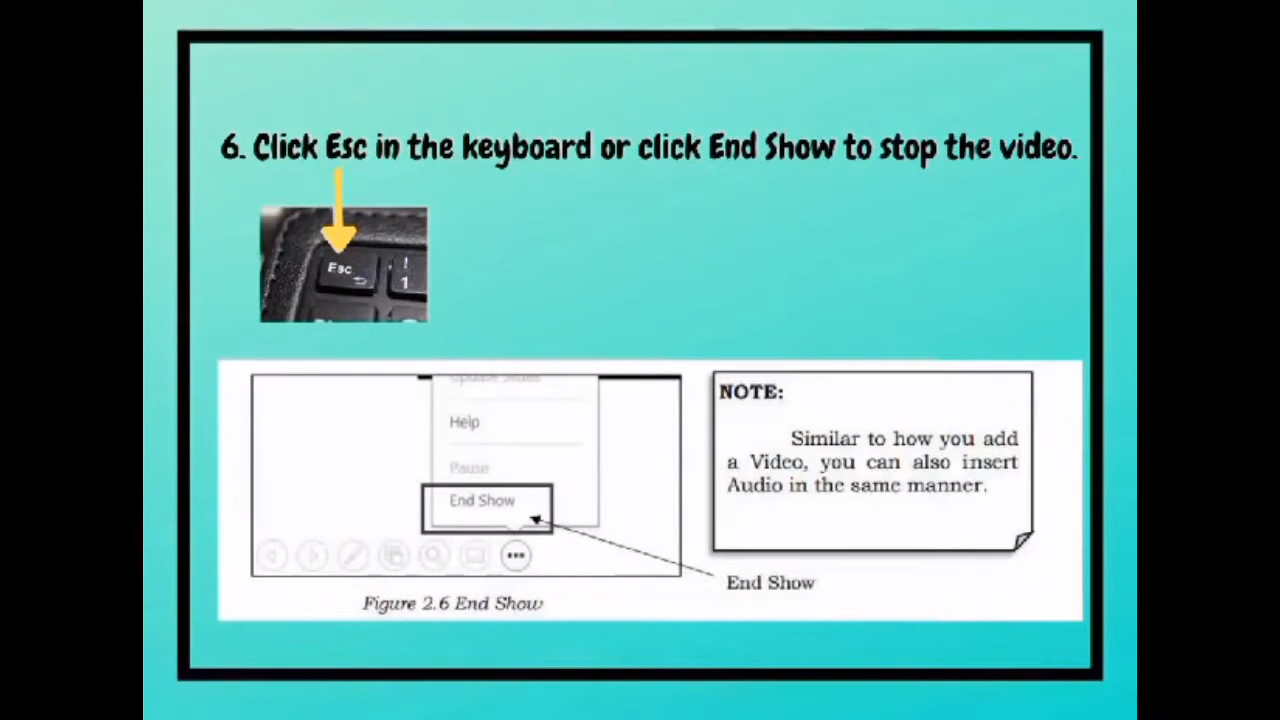 6. Click Esc in the keyboard or click End Show to stop the video.
Esc
!
1
Update Slides
Help
Pause
End Show
Figure 2.6 End Show
NOTE:
Similar to how you add
a Video, you can also insert
Audio in the same manner.
End Show